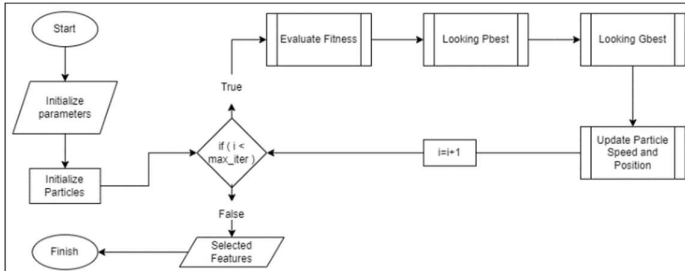 Start
Initialize
parameters
Initialize
Particles
if ( i <
max_iter )
True
Evaluate Fitness
Looking Pbest
Looking Gbest
Update Particle
Speed and
Position
i=i+1
False
Selected
Features
Finish